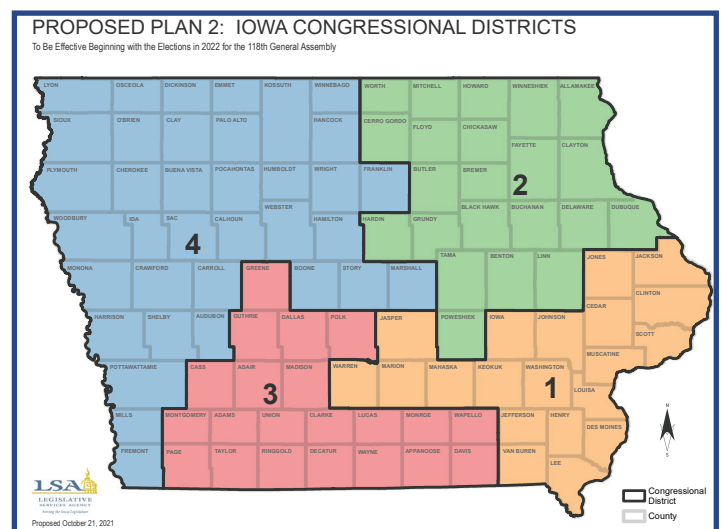 PROPOSED PLAN 2: IOWA CONGRESSIONAL DISTRICTS
To Be Effective Beginning with the Elections in 2022 for the 118th General Assembly
LYON OSCEOLA DICKINSON EMMET KOSSUTH WINNEBAGO WORTH MITCHELL HOWARD WINNESHIEK ALLAMAKEE
SIOUX O'BRIEN CLAY PALO ALTO HANCOCK CERRO GORDO FLOYD CHICKASAW
FAYETTE CLAYTON
PLYMOUTH CHEROKEE BUENA VISTA POCAHONTAS HUMBOLDT WRIGHT FRANKLIN BUTLER BREMER
2
WEBSTER BLACK HAWK BUCHANAN DELAWARE DUBUQUE
WOODBURY IDA SAC CALHOUN HAMILTON HARDIN GRUNDY
4
TAMA BENTON LINN JONES JACKSON
MONONA CRAWFORD CARROLL GREENE BOONE STORY MARSHALL
CLINTON
CEDAR
HARRISON SHELBY AUDUBON GUTHRIE DALLAS POLK JASPER POWESHIEK IOWA JOHNSON
SCOTT
MUSCATINE
POTTAWATTAMIE CASS ADAIR MADISON WARREN MARION MAHASKA KEOKUK WASHINGTON
LOUISA
3
1
MILLS MONTGOMERY ADAMS UNION CLARKE LUCAS MONROE WAPELLO JEFFERSON HENRY
DES MOINES
FREMONT PAGE TAYLOR RINGGOLD DECATUR WAYNE APPANOOSE DAVIS VAN BUREN
LEE
N
S
LSA
LEGISLATIVE
SERVICES AGENCY
Serving the Iowa Legislature
Proposed October 21, 2021
Congressional
District
County